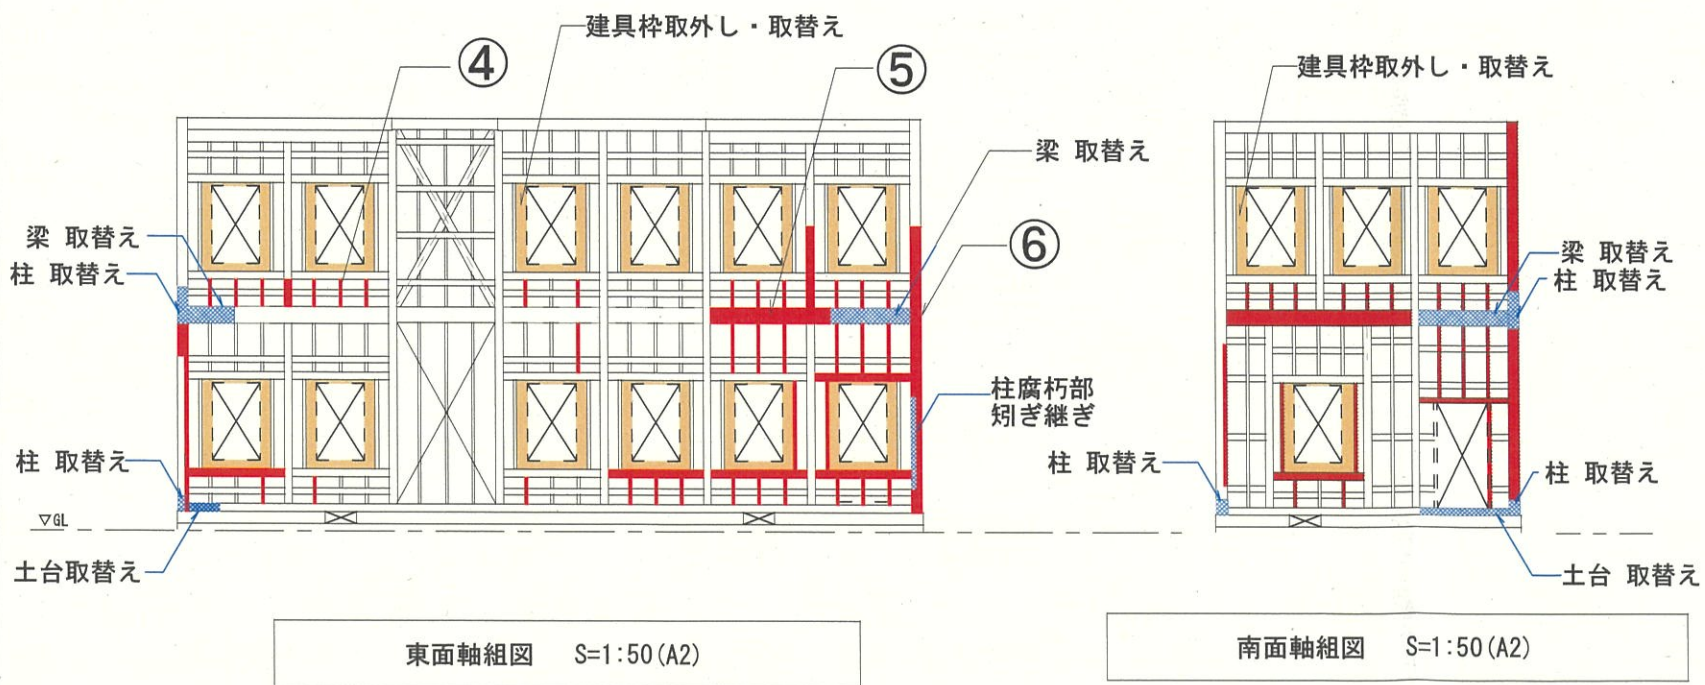 建具枠取外し・取替え
④
⑤
梁 取替え
梁 取替え
柱 取替え
⑥
柱腐朽部
矧ぎ継ぎ
柱 取替え
▽GL
土台取替え
東面軸組図 S=1:50(A2)
建具枠取外し・取替え
梁 取替え
柱 取替え
柱 取替え
柱 取替え
土台 取替え
南面軸組図 S=1:50(A2)